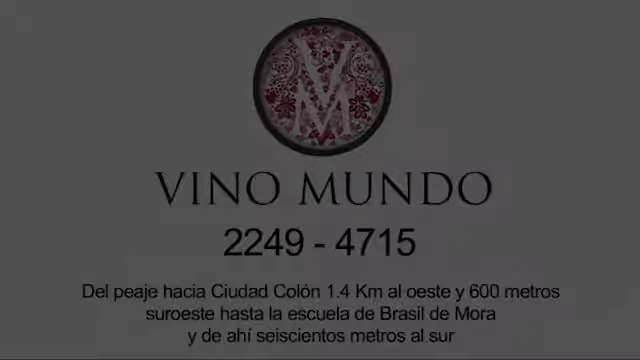 VM
VINO MUNDO
2249 - 4715
Del peaje hacia Ciudad Colón 1.4 Km al oeste y 600 metros
suroeste hasta la escuela de Brasil de Mora
y de ahí seiscientos metros al sur